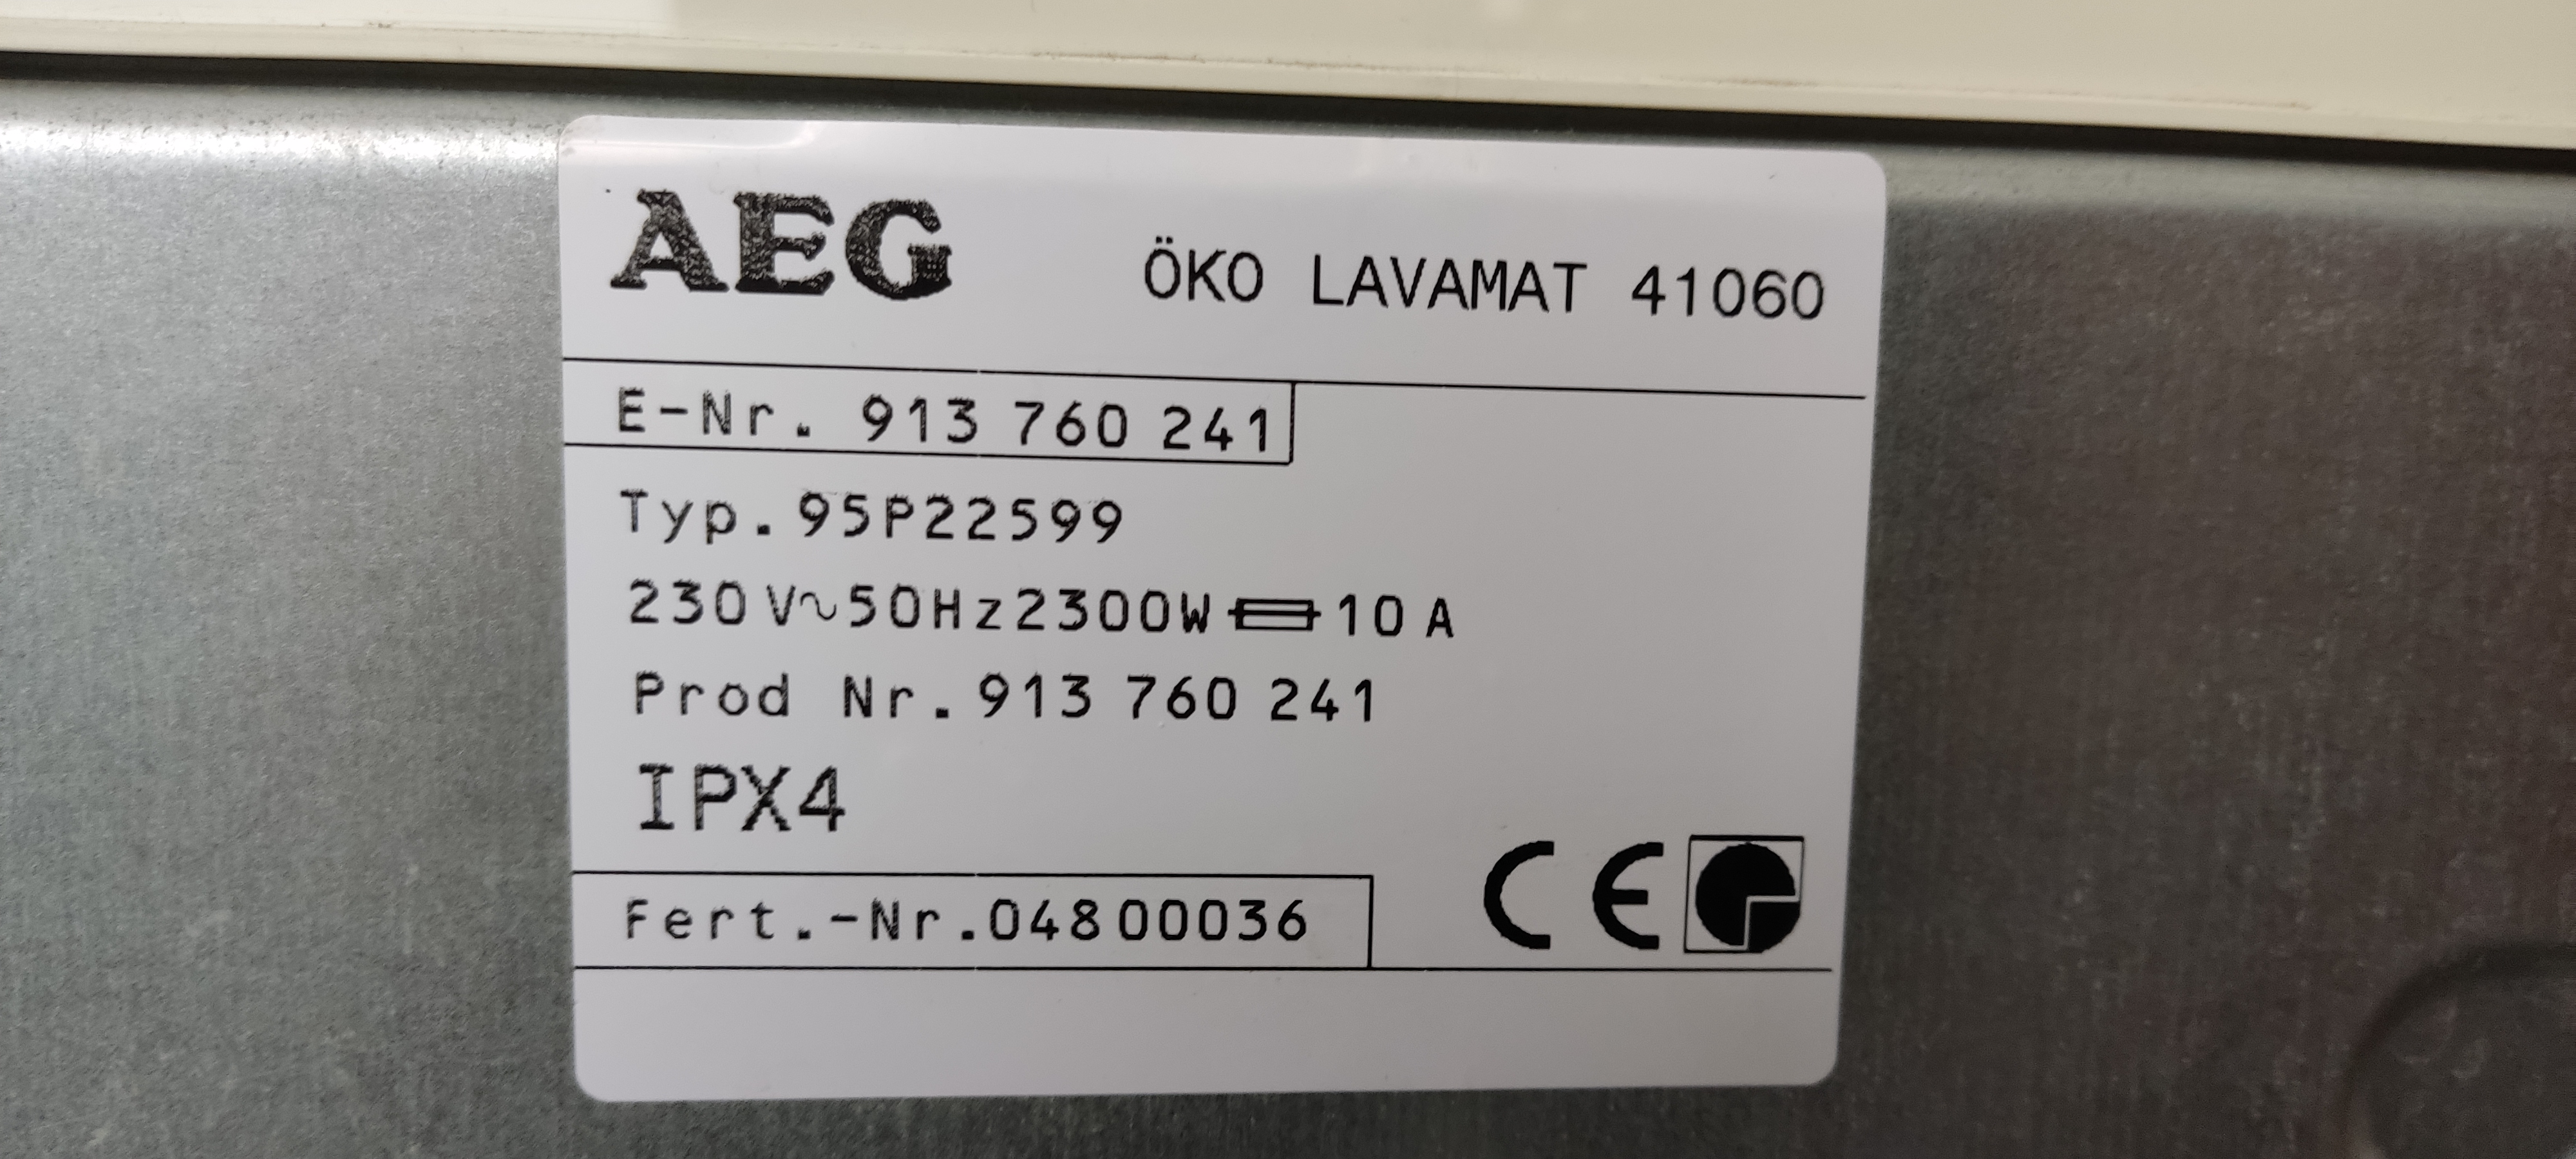 AEG
ÖKO LAVAMAT 41060
E-Nr. 913 760 241
Typ.95P22599
230V~50Hz2300W 10 A
Prod Nr.913 760 241
IPX4
Fert.-Nr.04800036
CE